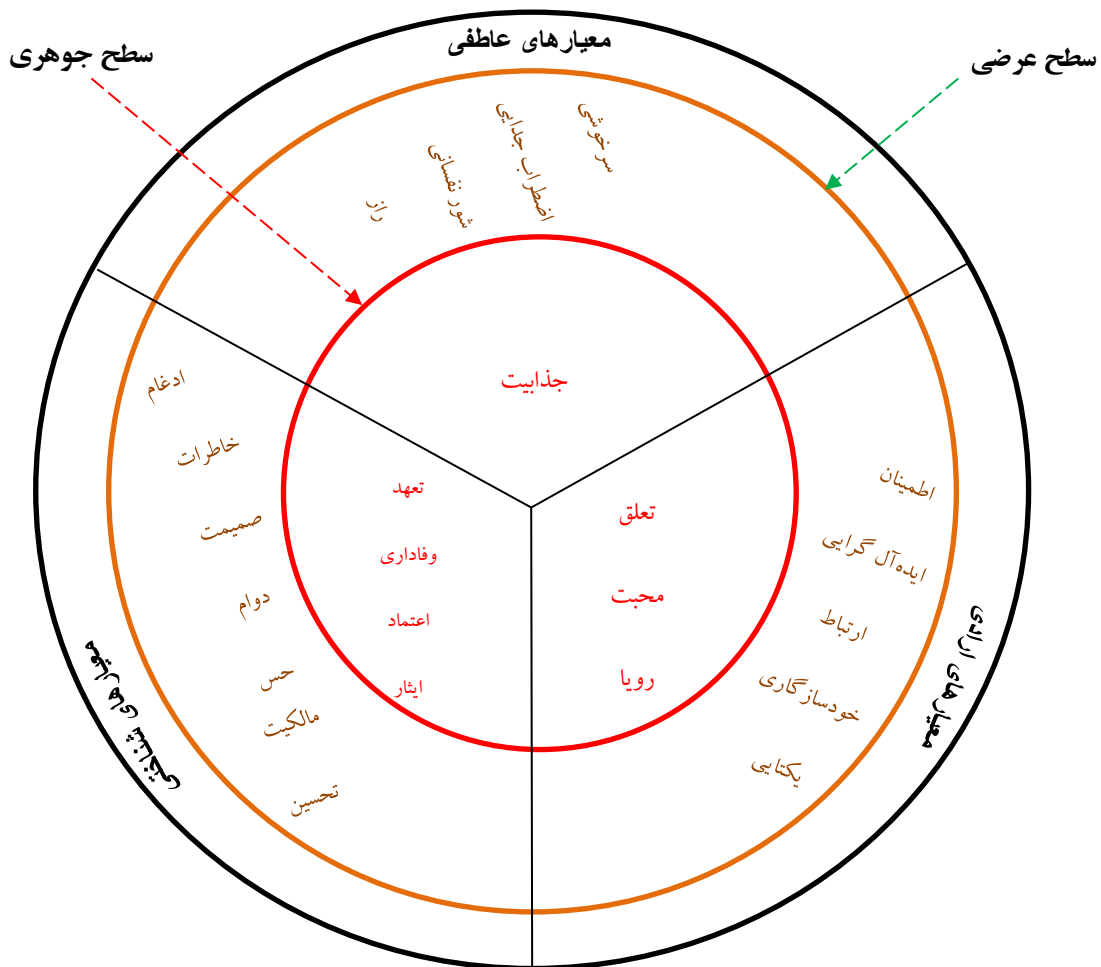 معیارهای عاطفی
سطح جوهری
سطح عرضی
سرخوشی
اضطراب جدایی
شور نفسانی
راز
جذابیت
ادغام
خاطرات
صمیمت
دوام
حس
مالکیت
تحسین
تعهد
وفاداری
اعتماد
ایثار
تعلق
محبت
رویا
اطمینان
ایده‌آل گرایی
ارتباط
خودسازگاری
یکتایی
معیارهای شناختی
معیارهای ارادی